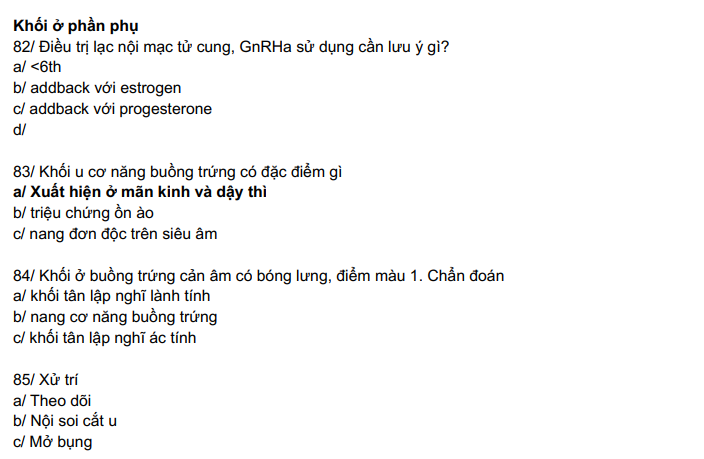 Khối ở phần phụ
82/ Điều trị lạc nội mạc tử cung, GnRHa sử dụng cần lưu ý gì?
a/ <6th
b/ addback với estrogen
c/ addback với progesterone
d/
83/ Khối u cơ năng buồng trứng có đặc điểm gì
a/ Xuất hiện ở mãn kinh và dậy thì
b/ triệu chứng ồn ào
c/ nang đơn độc trên siêu âm
84/ Khối ở buồng trứng cản âm có bóng lưng, điểm màu 1. Chẩn đoán
a/ khối tân lập nghĩ lành tính
b/ nang cơ năng buồng trứng
c/ khối tân lập nghĩ ác tính
85/ Xử trí
a/ Theo dõi
b/ Nội soi cắt u
c/ Mở bụng